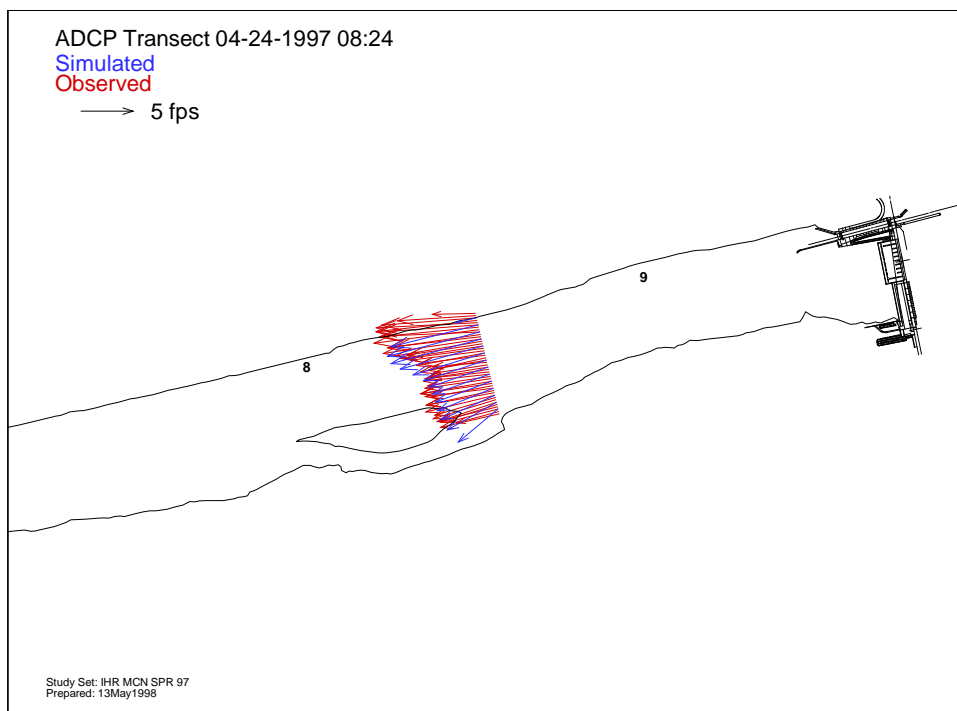 ADCP Transect 04-24-1997 08:24
Simulated
Observed
5 fps
9
8
Study Set: IHR MCN SPR 97
Prepared: 13May1998